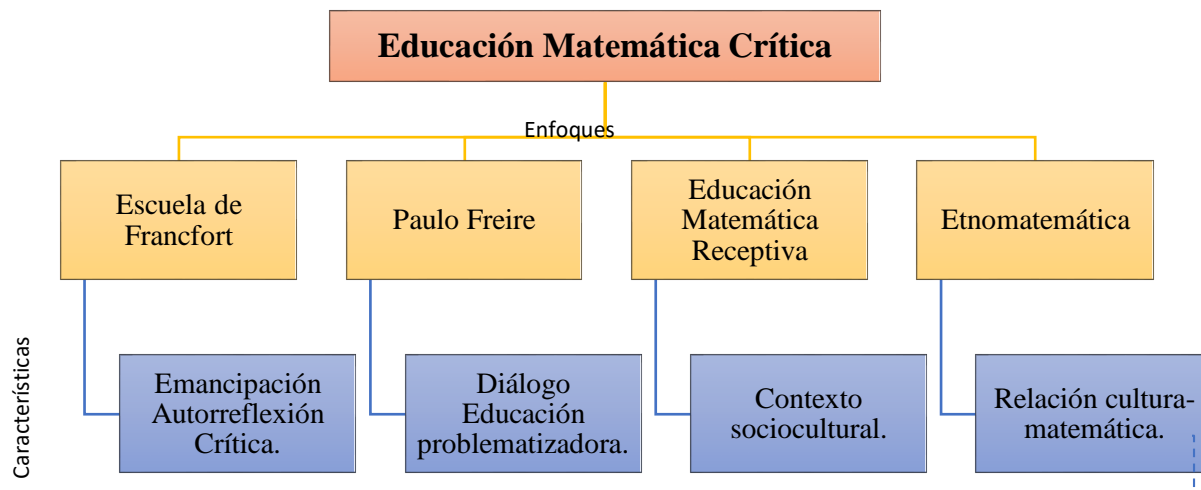 Educación Matemática Crítica
Enfoques
Escuela de
Francfort
Paulo Freire
Educación
Matemática
Receptiva
Etnomatemática
Características
Emancipación
Autorreflexión
Crítica.
Diálogo
Educación
problematizadora.
Contexto
sociocultural.
Relación cultura-
matemática.